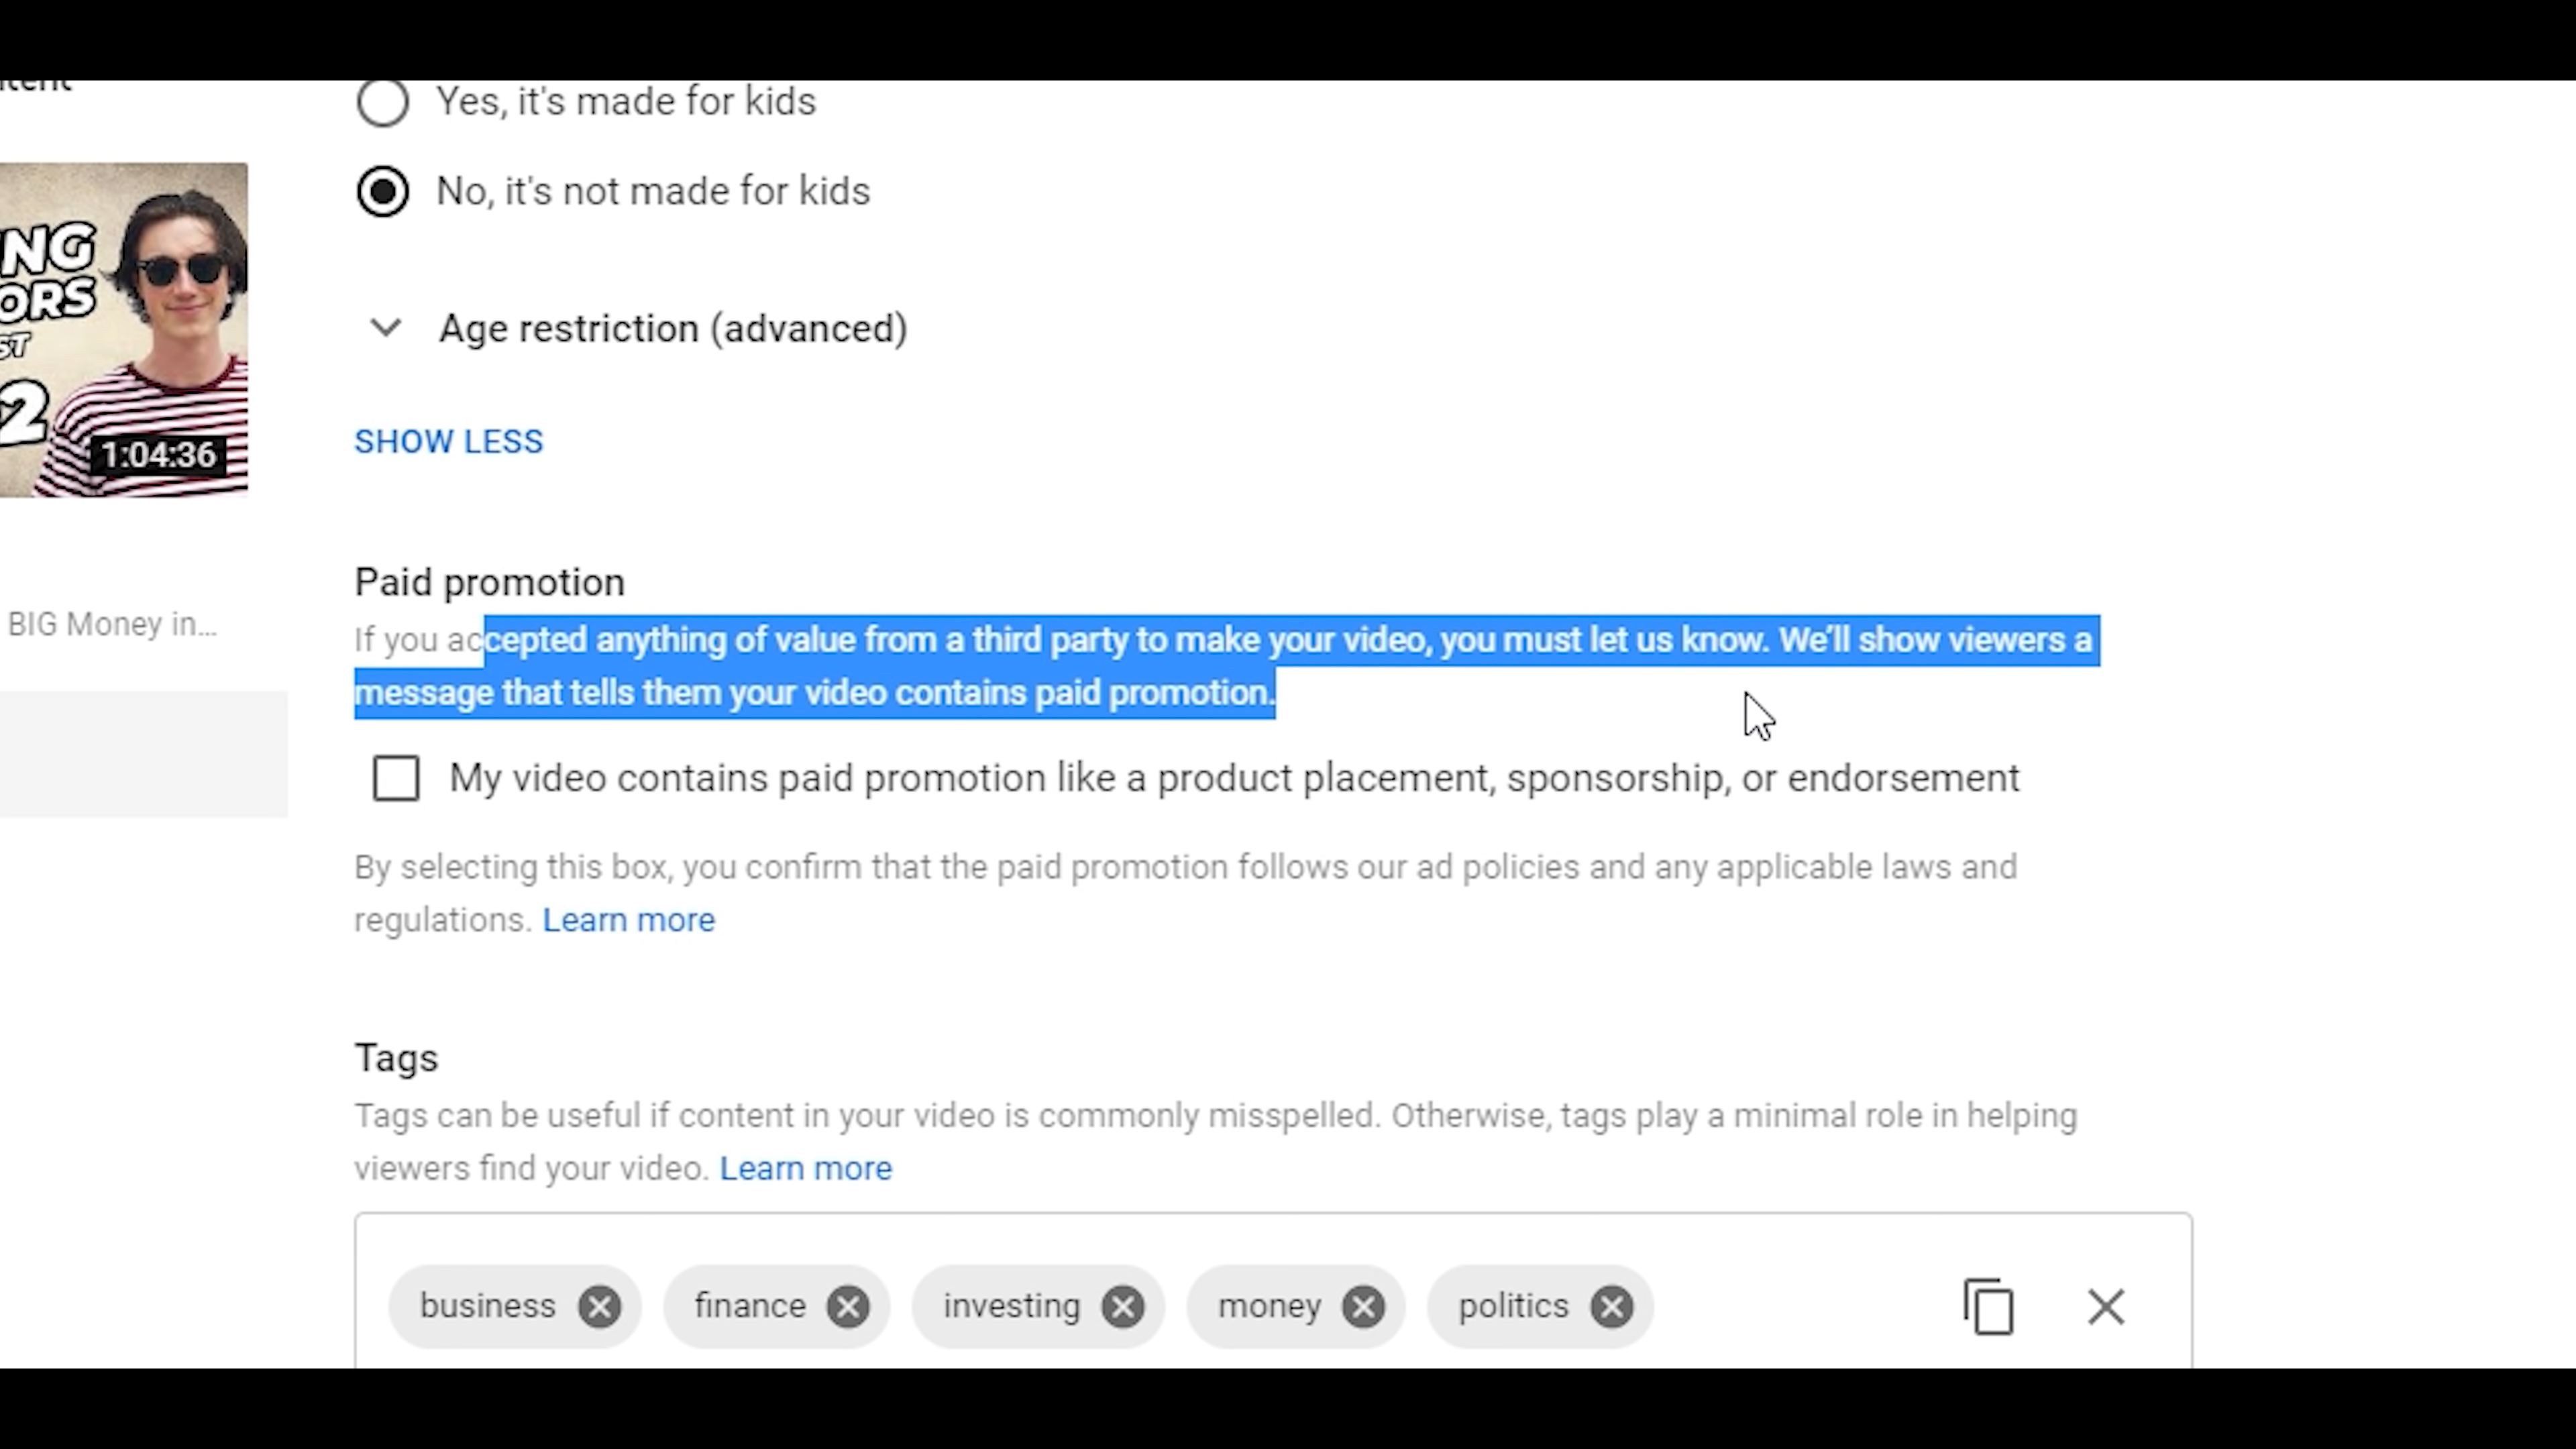 Yes, it's made for kids
No, it's not made for kids
NG
ORS
ST
2
1:04:36
Age restriction (advanced)
SHOW LESS
Paid promotion
BIG Money in...
If you accepted anything of value from a third party to make your video, you must let us know. We’ll show viewers a
message that tells them your video contains paid promotion.
My video contains paid promotion like a product placement, sponsorship, or endorsement
By selecting this box, you confirm that the paid promotion follows our ad policies and any applicable laws and
regulations. Learn more
Tags
Tags can be useful if content in your video is commonly misspelled. Otherwise, tags play a minimal role in helping
viewers find your video. Learn more
business finance investing money politics